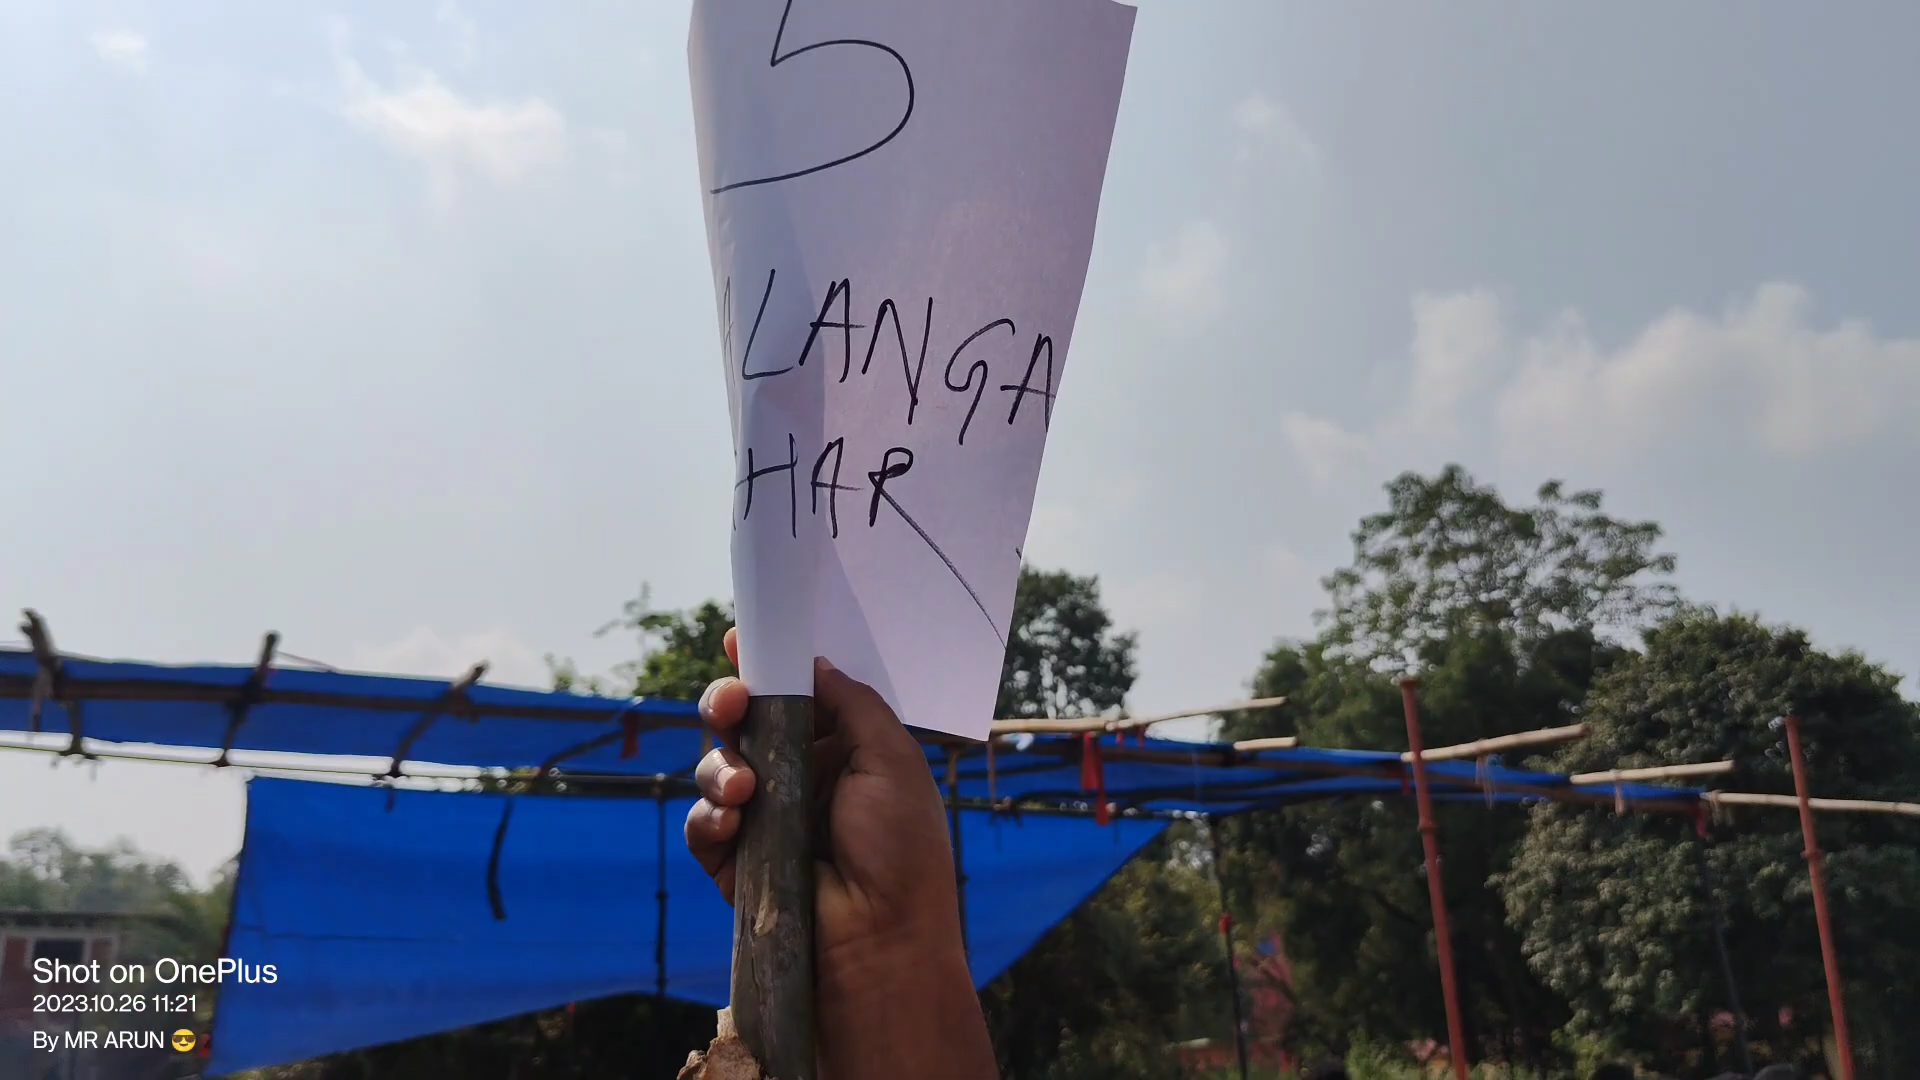 5
ALANGA
HAR
Shot on OnePlus
2023.10.26 11:21
By MR ARUN 😎